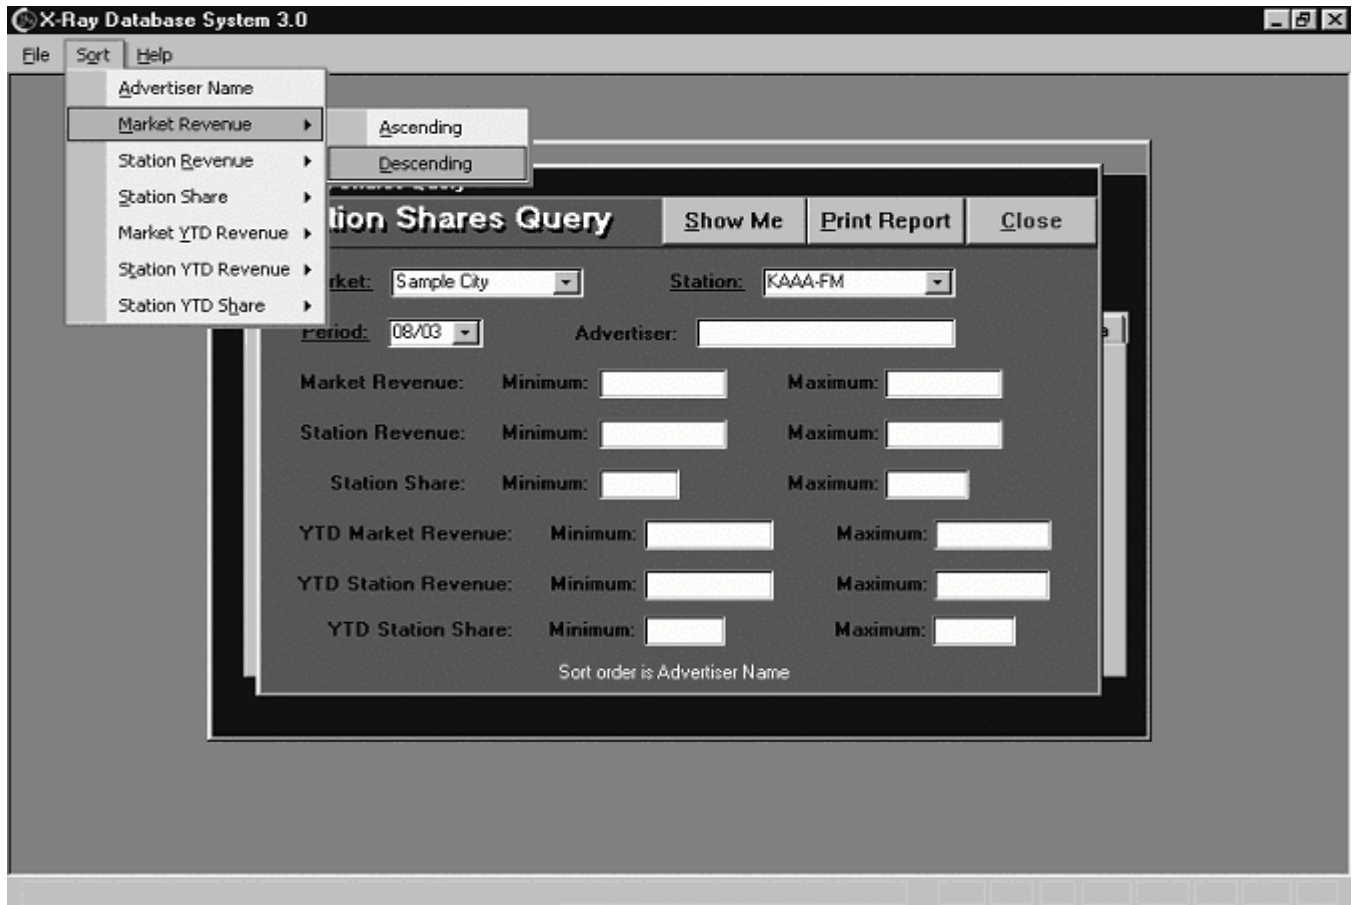 X-Ray Database System 3.0
File Sort Help
Advertiser Name
Market Revenue
Ascending
Station Revenue
Descending
Station Share
Market YTD Revenue
Station YTD Revenue
Station YTD Share
tion Shares Query
Show Me Print Report Close
rket: Sample City Station: KAAA-FM
Period: 08/03 Advertiser:
Market Revenue: Minimum: Maximum:
Station Revenue: Minimum: Maximum:
Station Share: Minimum: Maximum:
YTD Market Revenue: Minimum: Maximum:
YTD Station Revenue: Minimum: Maximum:
YTD Station Share: Minimum: Maximum:
Sort order is Advertiser Name